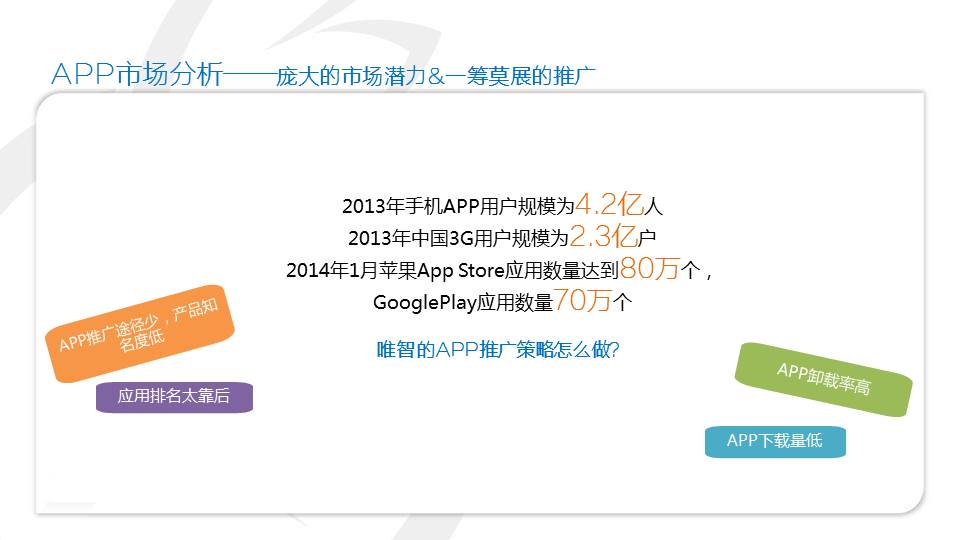 APP市场分析——庞大的市场潜力&一筹莫展的推广
2013年手机APP用户规模为4.2亿人
2013年中国3G用户规模为2.3亿户
2014年1月苹果App Store应用数量达到80万个，
GooglePlay应用数量70万个
唯智的APP推广策略怎么做?
APP推广途径少，产品知
名度低
应用排名太靠后
APP卸载率高
APP下载量低